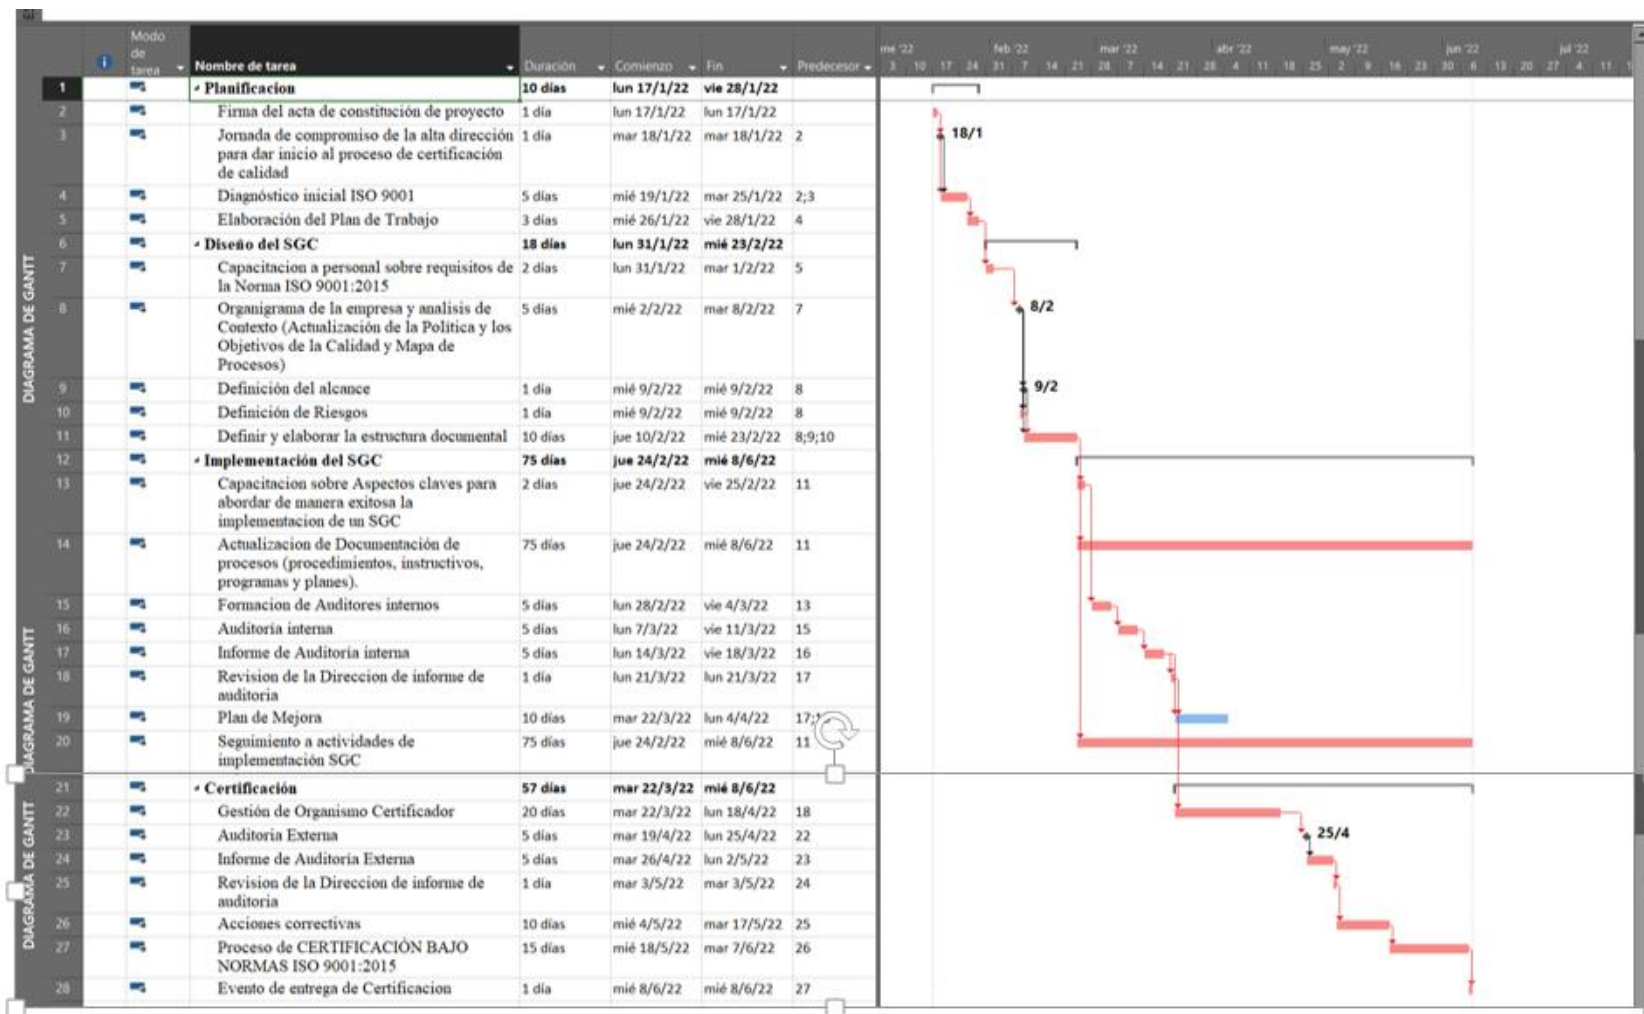 Modo de tarea Nombre de tarea Duración Comienzo Fin Predecesor
ene '22 feb '22 mar '22 abr '22 may '22 jun '22 jul '22
3 10 17 24 31 7 14 21 28 7 14 21 28 4 11 18 25 2 9 16 23 30 6 13 20 27 4 11
1 Planificacion 10 días lun 17/1/22 vie 28/1/22
2 Firma del acta de constitución de proyecto 1 día lun 17/1/22 lun 17/1/22
3 Jornada de compromiso de la alta dirección 1 día mar 18/1/22 mar 18/1/22 2 18/1
para dar inicio al proceso de certificación
de calidad
4 Diagnóstico inicial ISO 9001 5 días mié 19/1/22 mar 25/1/22 2;3
5 Elaboración del Plan de Trabajo 3 días mié 26/1/22 vie 28/1/22 4
6 Diseño del SGC 18 días lun 31/1/22 mié 23/2/22
7 Capacitacion a personal sobre requisitos de 2 días lun 31/1/22 mar 1/2/22 5
la Norma ISO 9001:2015
8 Organigrama de la empresa y analisis de 5 días mié 2/2/22 mar 8/2/22 7 8/2
Contexto (Actualización de la Política y los
Objetivos de la Calidad y Mapa de
Procesos)
9 Definición del alcance 1 día mié 9/2/22 mié 9/2/22 8 9/2
10 Definición de Riesgos 1 día mié 9/2/22 mié 9/2/22 8
11 Definir y elaborar la estructura documental 10 días jue 10/2/22 mié 23/2/22 8;9;10
12 Implementación del SGC 75 días jue 24/2/22 mié 8/6/22
13 Capacitacion sobre Aspectos claves para 2 días jue 24/2/22 vie 25/2/22 11
abordar de manera exitosa la
implementacion de un SGC
14 Actualizacion de Documentación de 75 días jue 24/2/22 mié 8/6/22 11
procesos (procedimientos, instructivos,
programas y planes).
15 Formacion de Auditores internos 5 días lun 28/2/22 vie 4/3/22 13
16 Auditoría interna 5 días lun 7/3/22 vie 11/3/22 15
17 Informe de Auditoría interna 5 días lun 14/3/22 vie 18/3/22 16
18 Revision de la Direccion de informe de 1 día lun 21/3/22 lun 21/3/22 17
auditoria
19 Plan de Mejora 10 días mar 22/3/22 lun 4/4/22
20 Seguimiento a actividades de 75 días jue 24/2/22 mié 8/6/22 11
implementación SGC
21 Certificación 57 días mar 22/3/22 mié 8/6/22
22 Gestión de Organismo Certificador 20 días mar 22/3/22 lun 18/4/22 18
23 Auditoría Externa 5 días mar 19/4/22 lun 25/4/22 22 25/4
24 Informe de Auditoría Externa 5 días mar 26/4/22 lun 2/5/22 23
25 Revision de la Direccion de informe de 1 día mar 3/5/22 mar 3/5/22 24
auditoria
26 Acciones correctivas 10 días mié 4/5/22 mar 17/5/22 25
27 Proceso de CERTIFICACIÓN BAJO 15 días mié 18/5/22 mar 7/6/22 26
NORMAS ISO 9001:2015
28 Evento de entrega de Certificacion 1 día mié 8/6/22 mié 8/6/22 27
DIAGRAMA DE GANTT
DIAGRAMA DE GANTT
DIAGRAMA DE GANTT